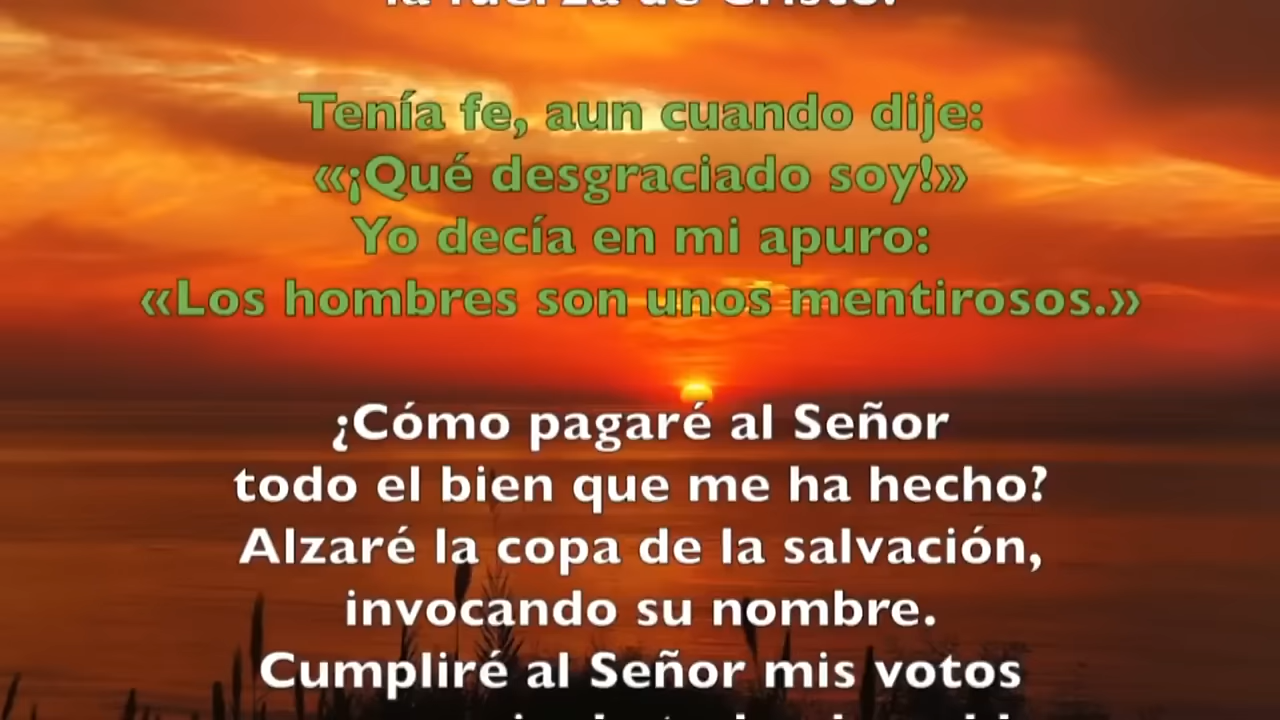 la fuerza de Cristo.
Tenía fe, aun cuando dije:
«¡Qué desgraciado soy!»
Yo decía en mi apuro:
«Los hombres son unos mentirosos.»
¿Cómo pagaré al Señor
todo el bien que me ha hecho?
Alzaré la copa de la salvación,
invocando su nombre.
Cumpliré al Señor mis votos